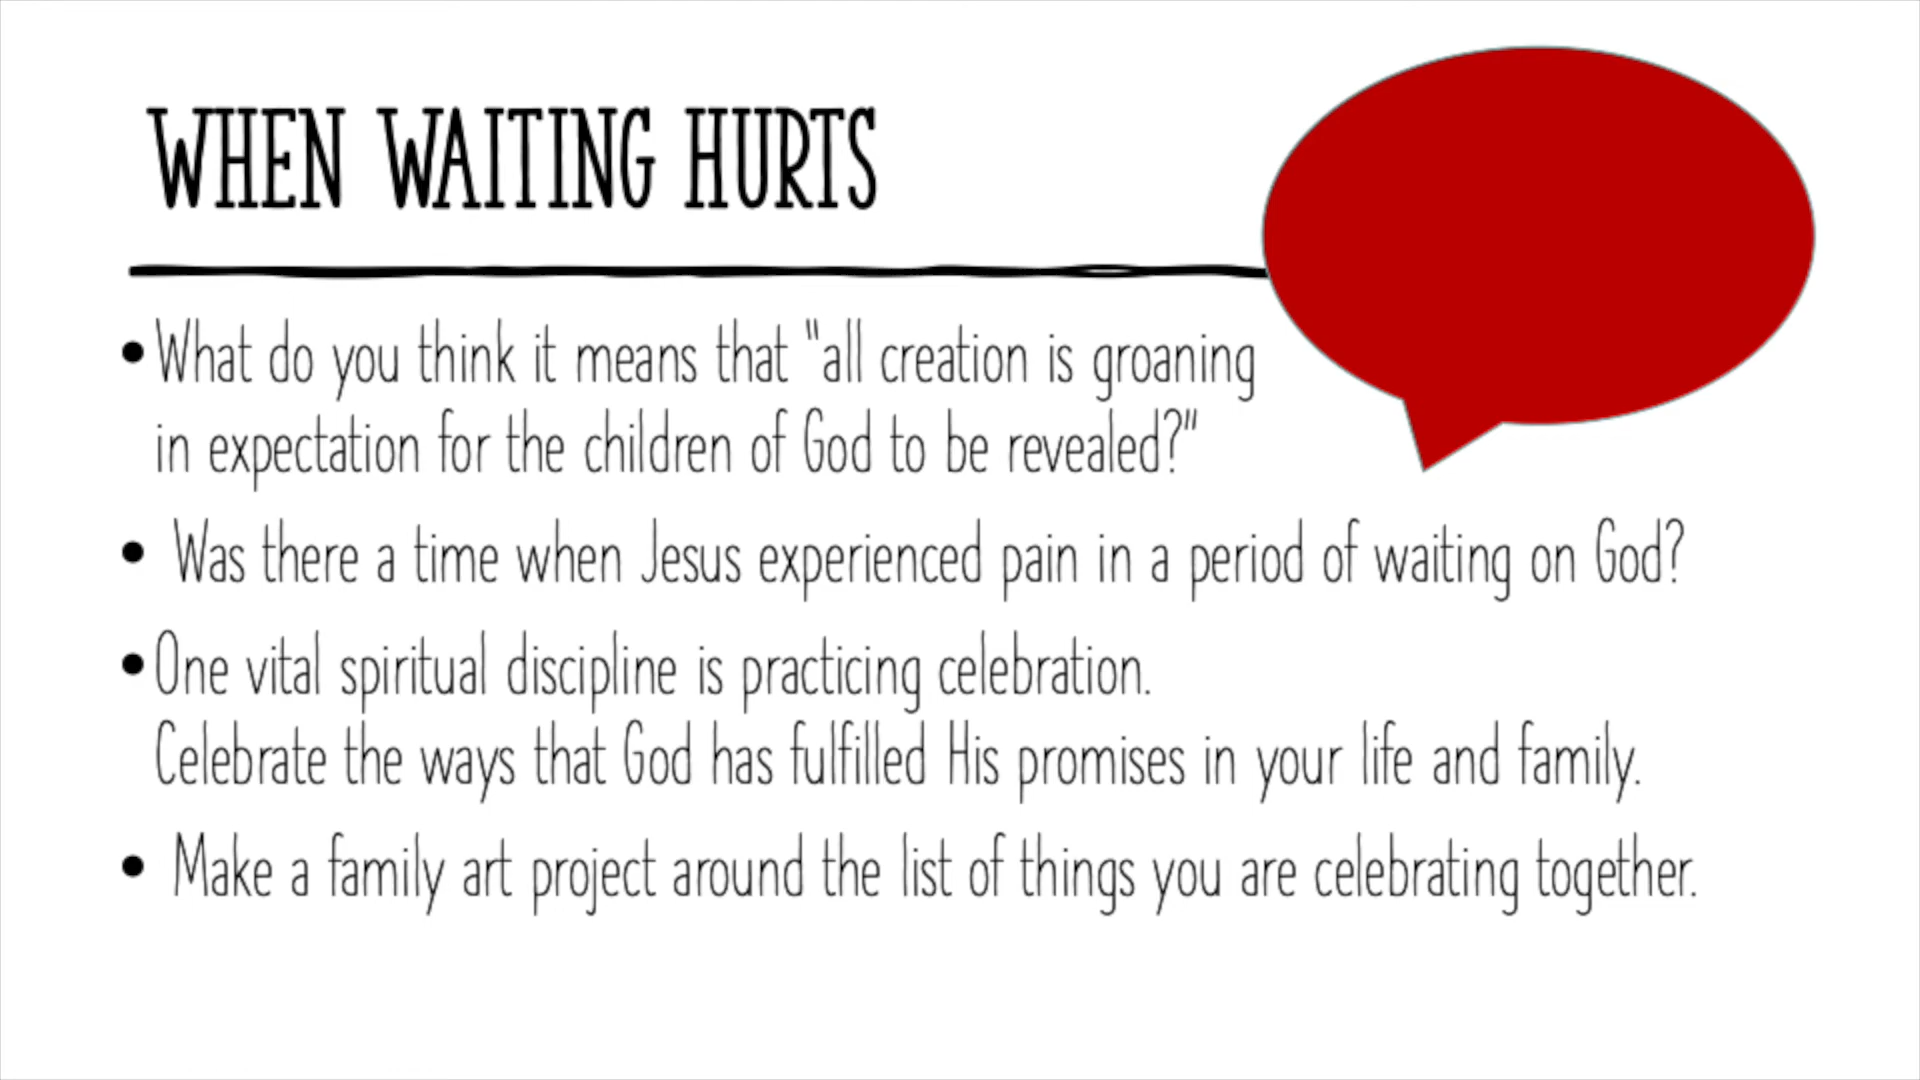 WHEN WAITING HURTS
• What do you think it means that "all creation is groaning
in expectation for the children of God to be revealed?"
• Was there a time when Jesus experienced pain in a period of waiting on God?
• One vital spiritual discipline is practicing celebration.
Celebrate the ways that God has fulfilled His promises in your life and family.
• Make a family art project around the list of things you are celebrating together.